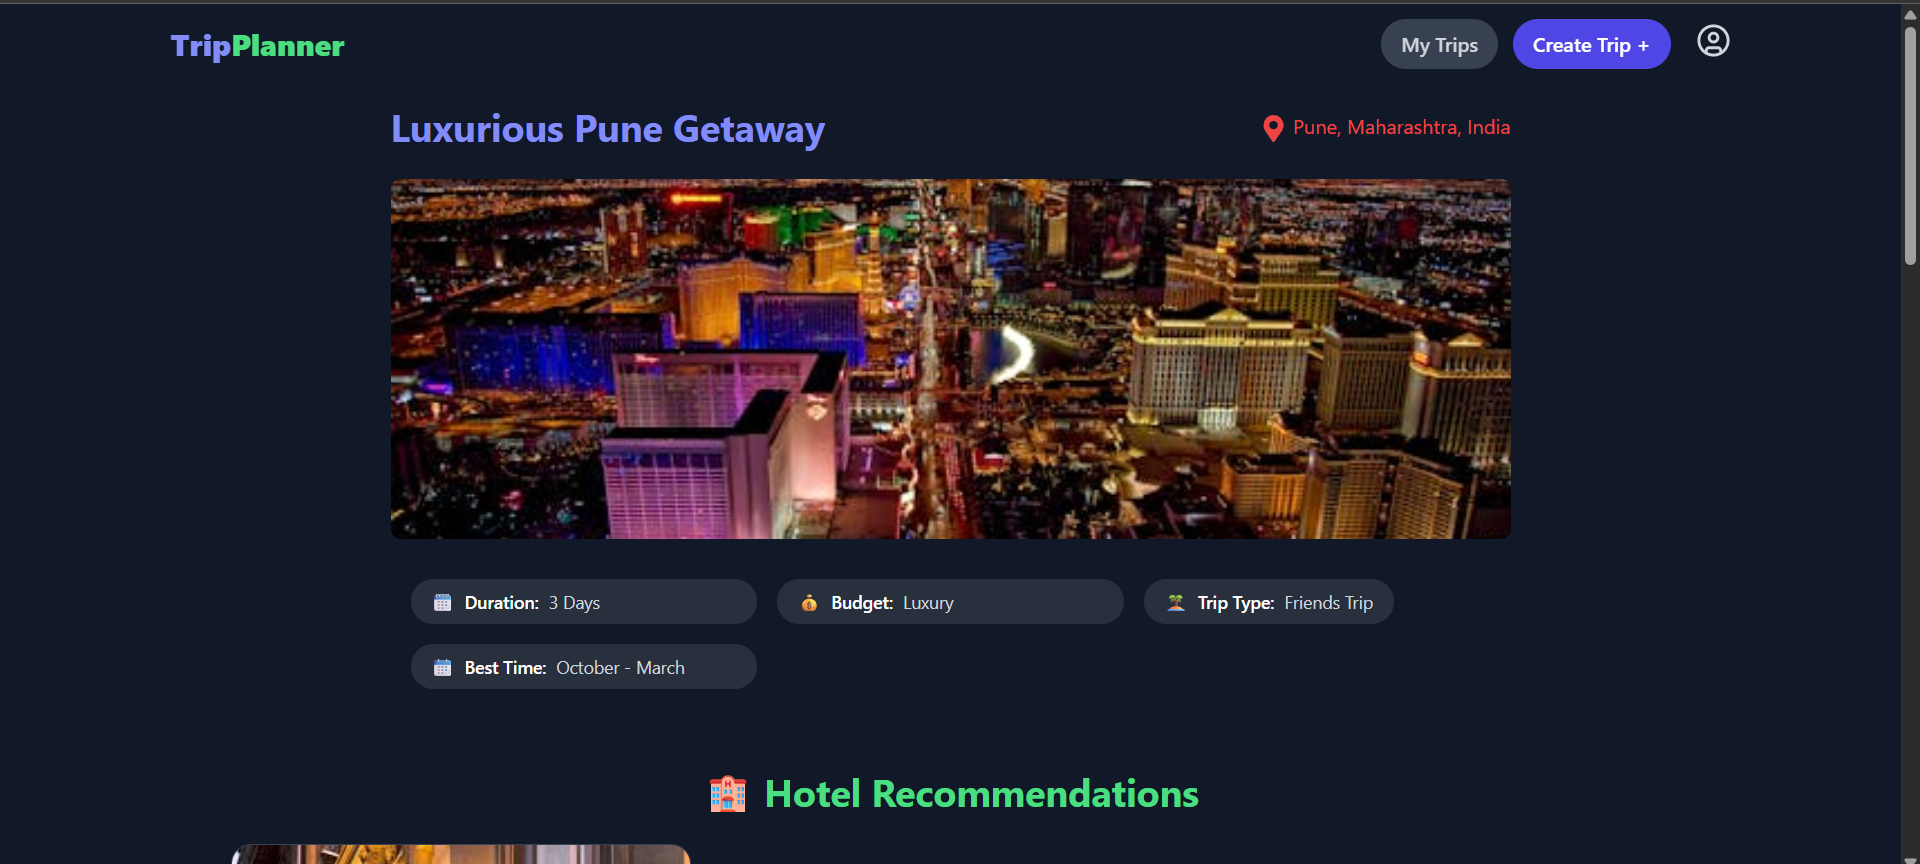 TripPlanner
My Trips
Create Trip +
Luxurious Pune Getaway
Pune, Maharashtra, India
Duration: 3 Days
Budget: Luxury
Trip Type: Friends Trip
Best Time: October - March
Hotel Recommendations